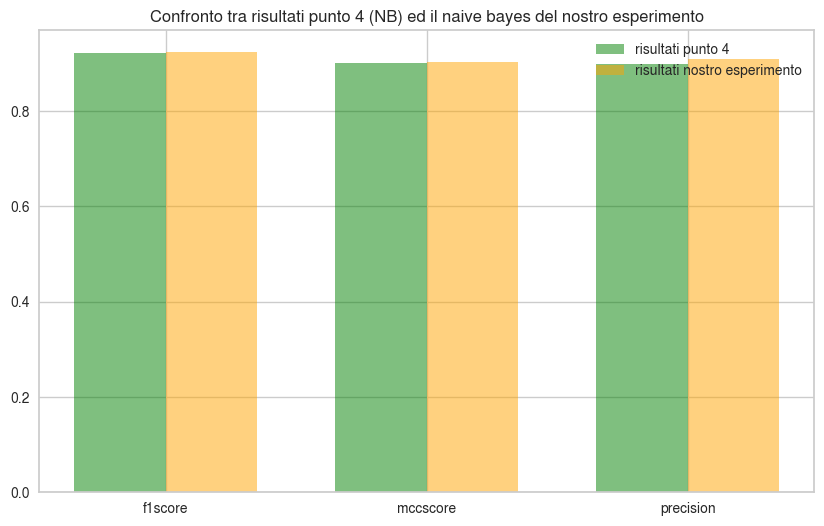 Confronto tra risultati punto 4 (NB) ed il naive bayes del nostro esperimento
risultati punto 4
risultati nostro esperimento
0.8
0.6
0.4
0.2
0.0
f1score
mccscore
precision